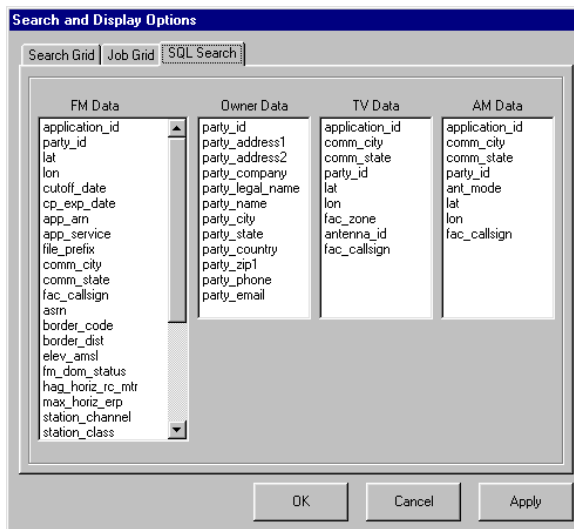 Search and Display Options
Search Grid Job Grid SQL Search
FM Data
application_id
party_id
lat
lon
cutoff_date
cp_exp_date
app_arn
app_service
file_prefix
comm_city
comm_state
fac_callsign
asrn
border_code
border_dist
elev_amsl
fm_dom_status
hag_horiz_rc_mtr
max_horiz_erp
station_channel
station_class
Owner Data
party_id
party_address1
party_address2
party_company
party_legal_name
party_name
party_city
party_state
party_country
party_zip1
party_phone
party_email
TV Data
application_id
comm_city
comm_state
party_id
lat
lon
fac_zone
antenna_id
fac_callsign
AM Data
application_id
comm_city
comm_state
party_id
ant_mode
lat
lon
fac_callsign
OK Cancel Apply